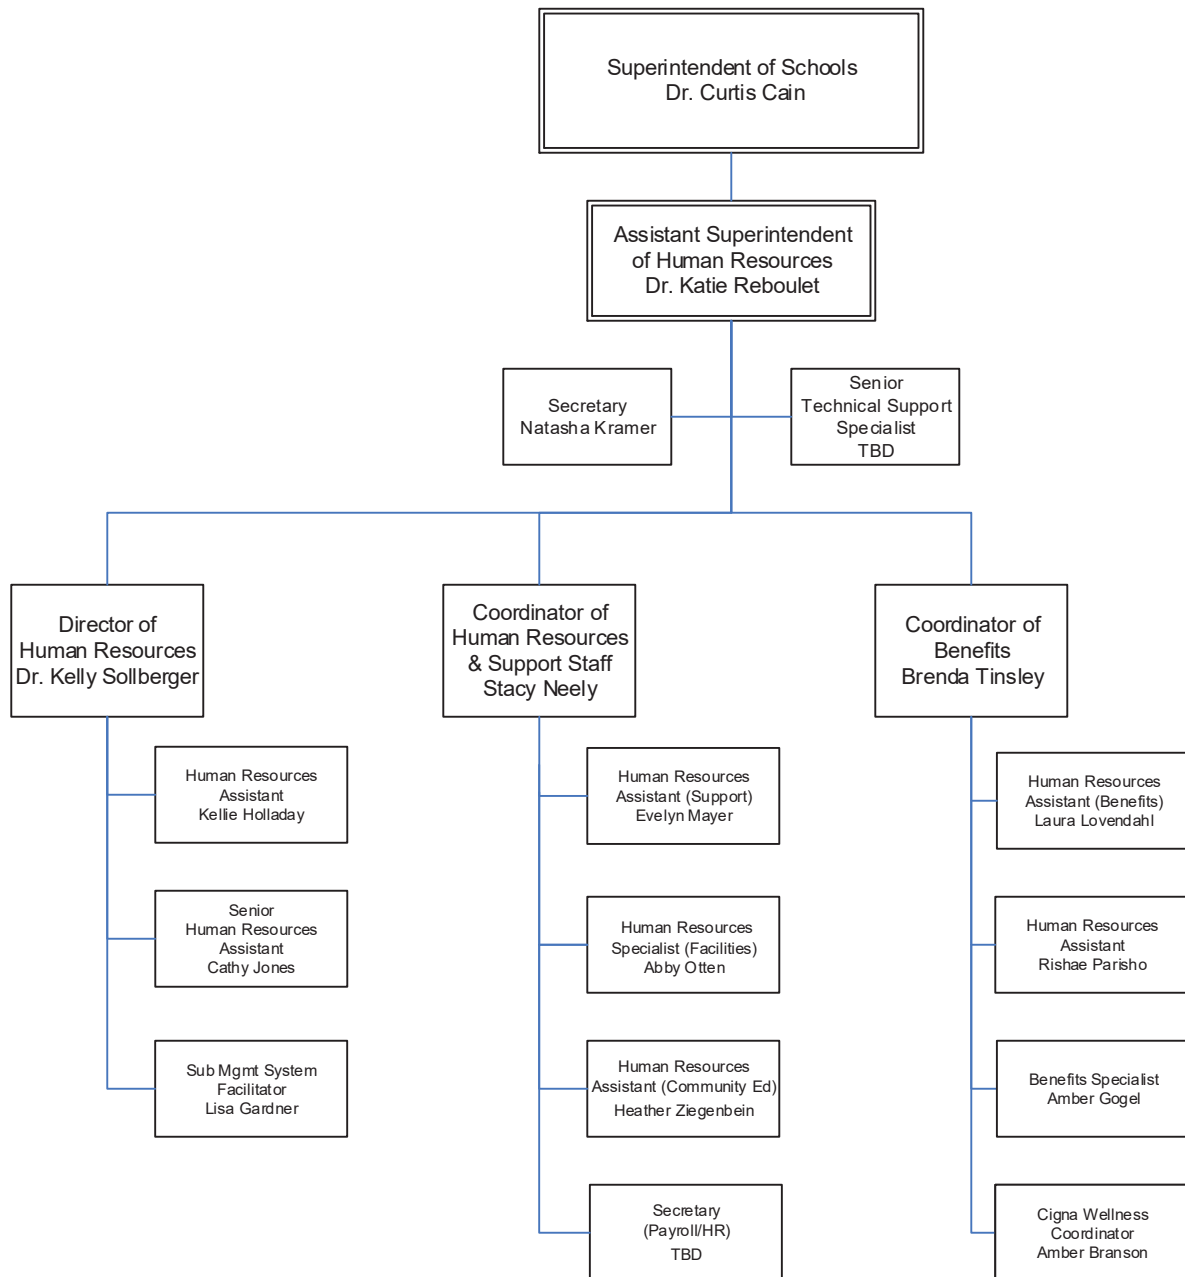 Superintendent of Schools
Dr. Curtis Cain
Assistant Superintendent
of Human Resources
Dr. Katie Reboulet
Secretary
Natasha Kramer
Senior
Technical Support
Specialist
TBD
Director of
Human Resources
Dr. Kelly Sollberger
Human Resources
Assistant
Kellie Holladay
Senior
Human Resources
Assistant
Cathy Jones
Sub Mgmt System
Facilitator
Lisa Gardner
Coordinator of
Human Resources
& Support Staff
Stacy Neely
Human Resources
Assistant (Support)
Evelyn Mayer
Human Resources
Specialist (Facilities)
Abby Otten
Human Resources
Assistant (Community Ed)
Heather Ziegenbein
Secretary
(Payroll/HR)
TBD
Coordinator of
Benefits
Brenda Tinsley
Human Resources
Assistant (Benefits)
Laura Lovendahl
Human Resources
Assistant
Rishae Parisho
Benefits Specialist
Amber Gogel
Cigna Wellness
Coordinator
Amber Branson